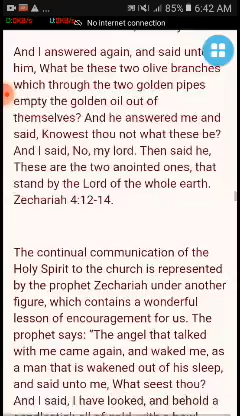 0:0KB/s U:0KB/s 85% 6:42 AM
No internet connection
And I answered again, and said unto
him, What be these two olive branches
which through the two golden pipes
empty the golden oil out of
themselves? And he answered me and
said, Knowest thou not what these be?
And I said, No, my lord. Then said he,
These are the two anointed ones, that
stand by the Lord of the whole earth.
Zechariah 4:12-14.
The continual communication of the
Holy Spirit to the church is represented
by the prophet Zechariah under another
figure, which contains a wonderful
lesson of encouragement for us. The
prophet says: "The angel that talked
with me came again, and waked me, as
a man that is wakened out of his sleep,
and said unto me, What seest thou?
And I said, I have looked, and behold a